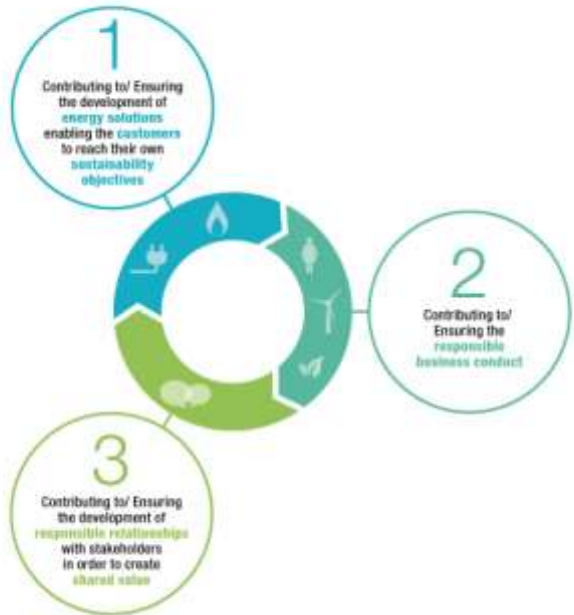 1
Contributing to/ Ensuring
the development of
energy solutions
enabling the customers
to reach their own
sustainability
objectives
2
Contributing to/
Ensuring the
responsible
business conduct
3
Contributing to/ Ensuring
the development of
responsible relationships
with stakeholders
in order to create
shared value